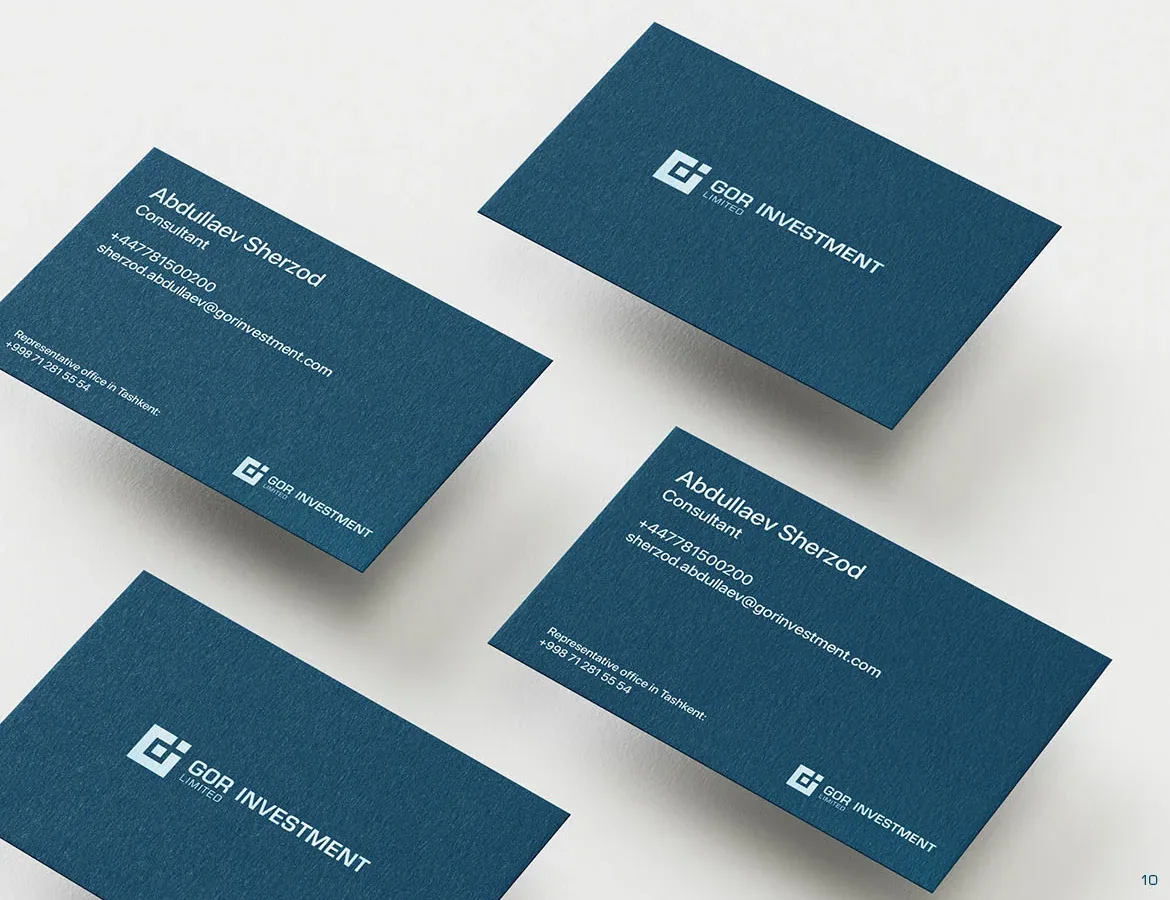 GOR INVESTMENT
LIMITED
Abdullaev Sherzod
Consultant
+447781500200
sherzod.abdullaev@gorinvestment.com
Representative office in Tashkent:
+998 71 281 55 54
GOR INVESTMENT
LIMITED
Abdullaev Sherzod
Consultant
+447781500200
sherzod.abdullaev@gorinvestment.com
Representative office in Tashkent:
+998 71 281 55 54
GOR INVESTMENT
LIMITED
GOR INVESTMENT
LIMITED
10